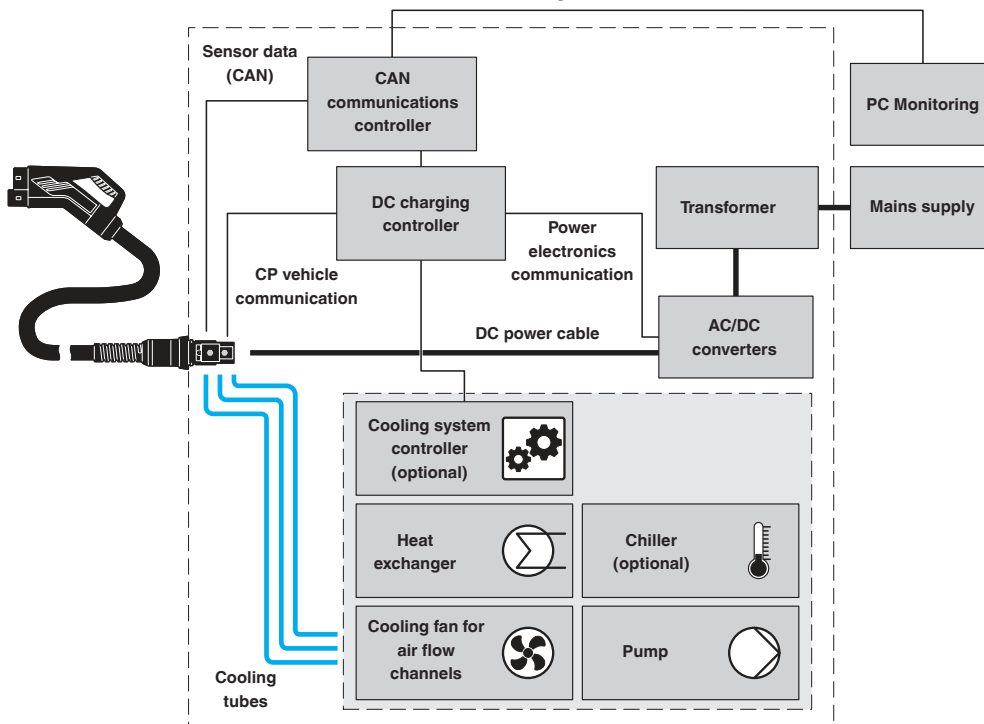 Sensor data
(CAN)
CAN
communications
controller
PC Monitoring
DC charging
controller
Transformer
Mains supply
Power
electronics
communication
CP vehicle
communication
DC power cable
AC/DC
converters
Cooling system
controller
(optional)
Heat
exchanger
Chiller
(optional)
Cooling fan for
air flow
channels
Pump
Cooling
tubes